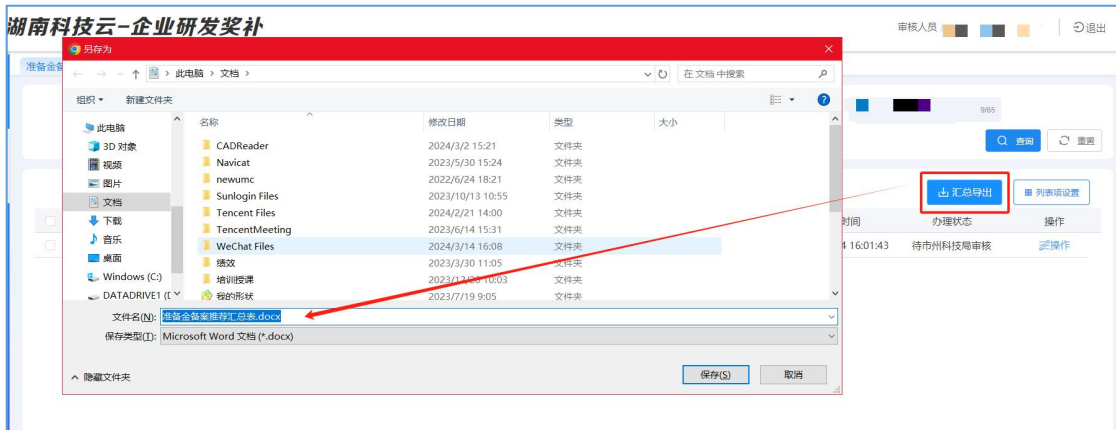 湖南科技云-企业研发奖补
审核人员
退出
另存为
准备金备
此电脑 > 文档 >
在 文档 中搜索
组织 新建文件夹
9/65
名称 修改日期 类型 大小
此电脑
3D 对象
视频
图片
文档
下载
音乐
桌面
Windows (C:)
DATADRIVE1 (D
CADReader 2024/3/2 15:21 文件夹
Navicat 2023/5/30 15:24 文件夹
newumc 2022/6/24 18:21 文件夹
Sunlogin Files 2023/10/13 10:55 文件夹
Tencent Files 2024/2/21 14:00 文件夹
TencentMeeting 2023/6/14 15:31 文件夹
WeChat Files 2024/3/14 16:08 文件夹
绩效 2023/3/30 11:05 文件夹
培训授课 文件夹
我的形状 2023/7/19 9:05 文件夹
查询 重置
汇总导出 列表项设置
时间 办理状态 操作
4 16:01:43 待市州科技局审核 操作
文件名(N): 准备金备案推荐汇总表.docx
保存类型(T): Microsoft Word 文档 (*.docx)
隐藏文件夹
保存(S) 取消